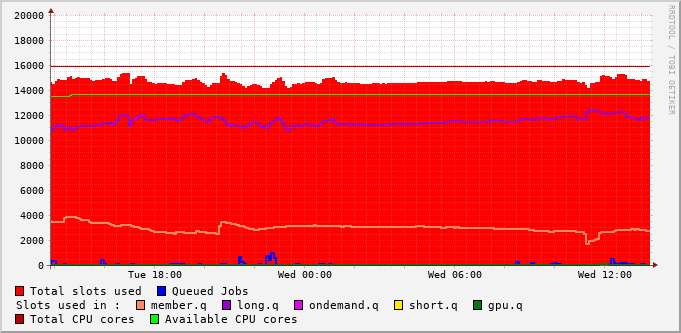 20000
18000
16000
14000
12000
10000
8000
6000
4000
2000
0
Tue 18:00 Wed 00:00 Wed 06:00 Wed 12:00
RRDTOOL / TOBI OETIKER
Total slots used Queued Jobs
Slots used in : member.q long.q ondemand.q short.q gpu.q
Total CPU cores Available CPU cores